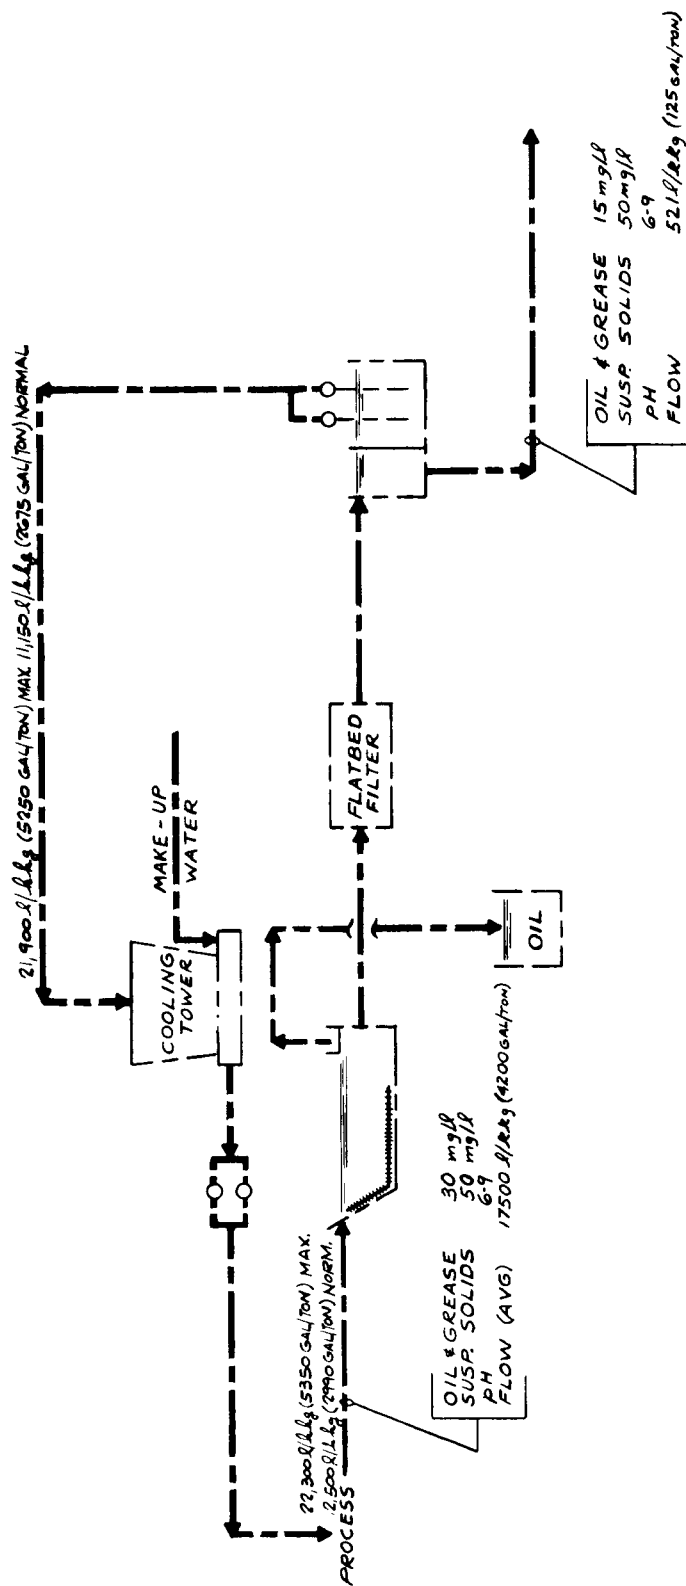 21,900 l/kkg (5250 GAL/TON) MAX. 11,150 l/kkg (2675 GAL/TON) NORMAL
MAKE-UP
WATER
COOLING
TOWER
FLATBED
FILTER
OIL
22,300 l/kkg (5350 GAL/TON) MAX.
12,500 l/kkg (2990 GAL/TON) NORM.
PROCESS
OIL & GREASE 30 mg/l
SUSP. SOLIDS 50 mg/l
PH 6-9
FLOW (AVG) 17500 l/kkg (4200 GAL/TON)
OIL & GREASE 15 mg/l
SUSP. SOLIDS 50 mg/l
PH 6-9
FLOW 521 l/kkg (125 GAL/TON)